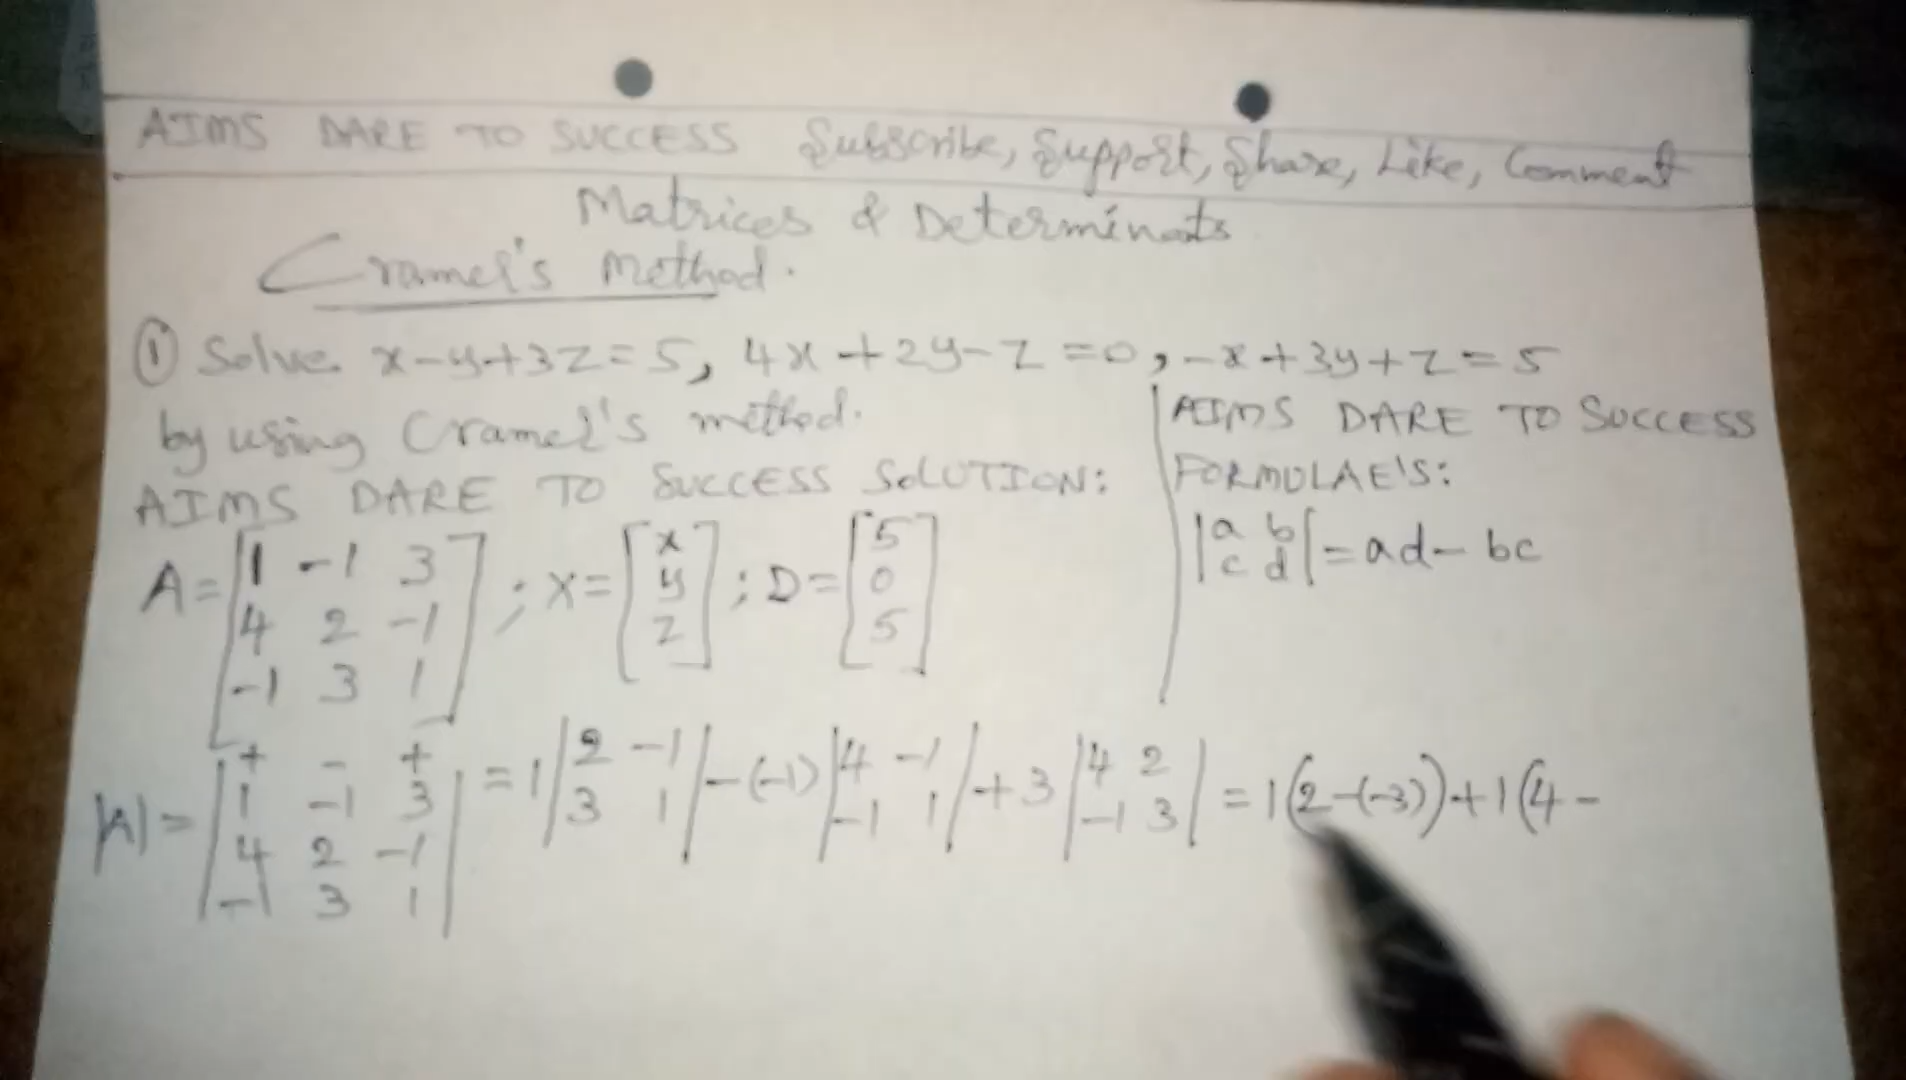 AIMS DARE TO SUCCESS Subscribe, Support, Share, Like, Comment
Matrices & Determinats
Cramer's Method.
① Solve x-y+3z=5, 4x+2y-z=0, -x+3y+z=5
by using Cramer's method.
AIMS DARE TO SUCCESS SOLUTION:
AIMS DARE TO SUCCESS
FORMULAE'S:
|a b| = ad - bc
|c d|
A = [1 -1 3] ; X = [x] ; D = [5]
[4 2 -1] [y] [0]
[-1 3 1] [z] [5]
+ - +
|A| = |1 -1 3| = 1 |2 -1| - (-1) |4 -1| + 3 |4 2| = 1(2-(-3))+1(4-
|4 2 -1| |3 1| |-1 1| |-1 3|
|-1 3 1|